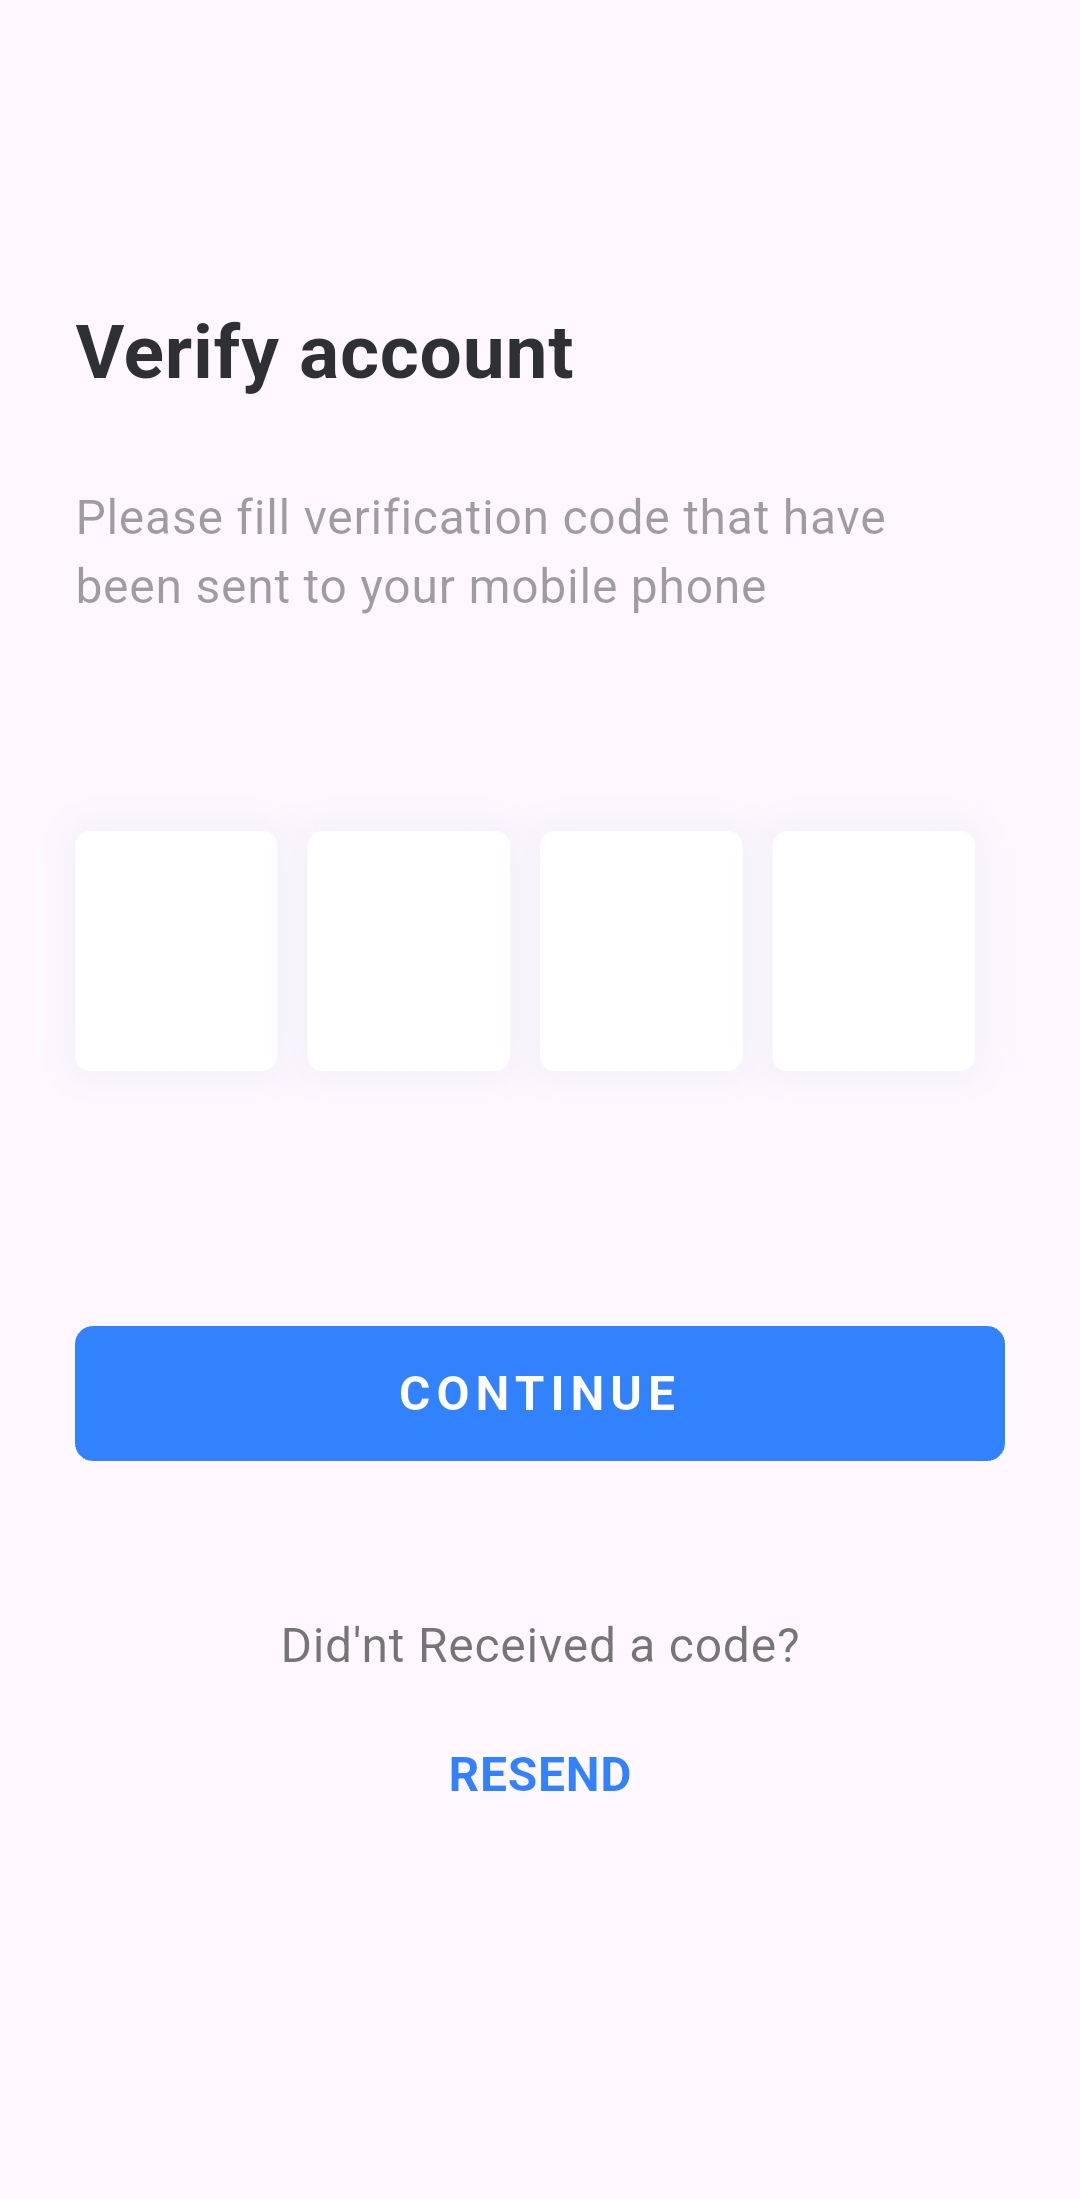 Verify account
Please fill verification code that have
been sent to your mobile phone
CONTINUE
Did'nt Received a code?
RESEND